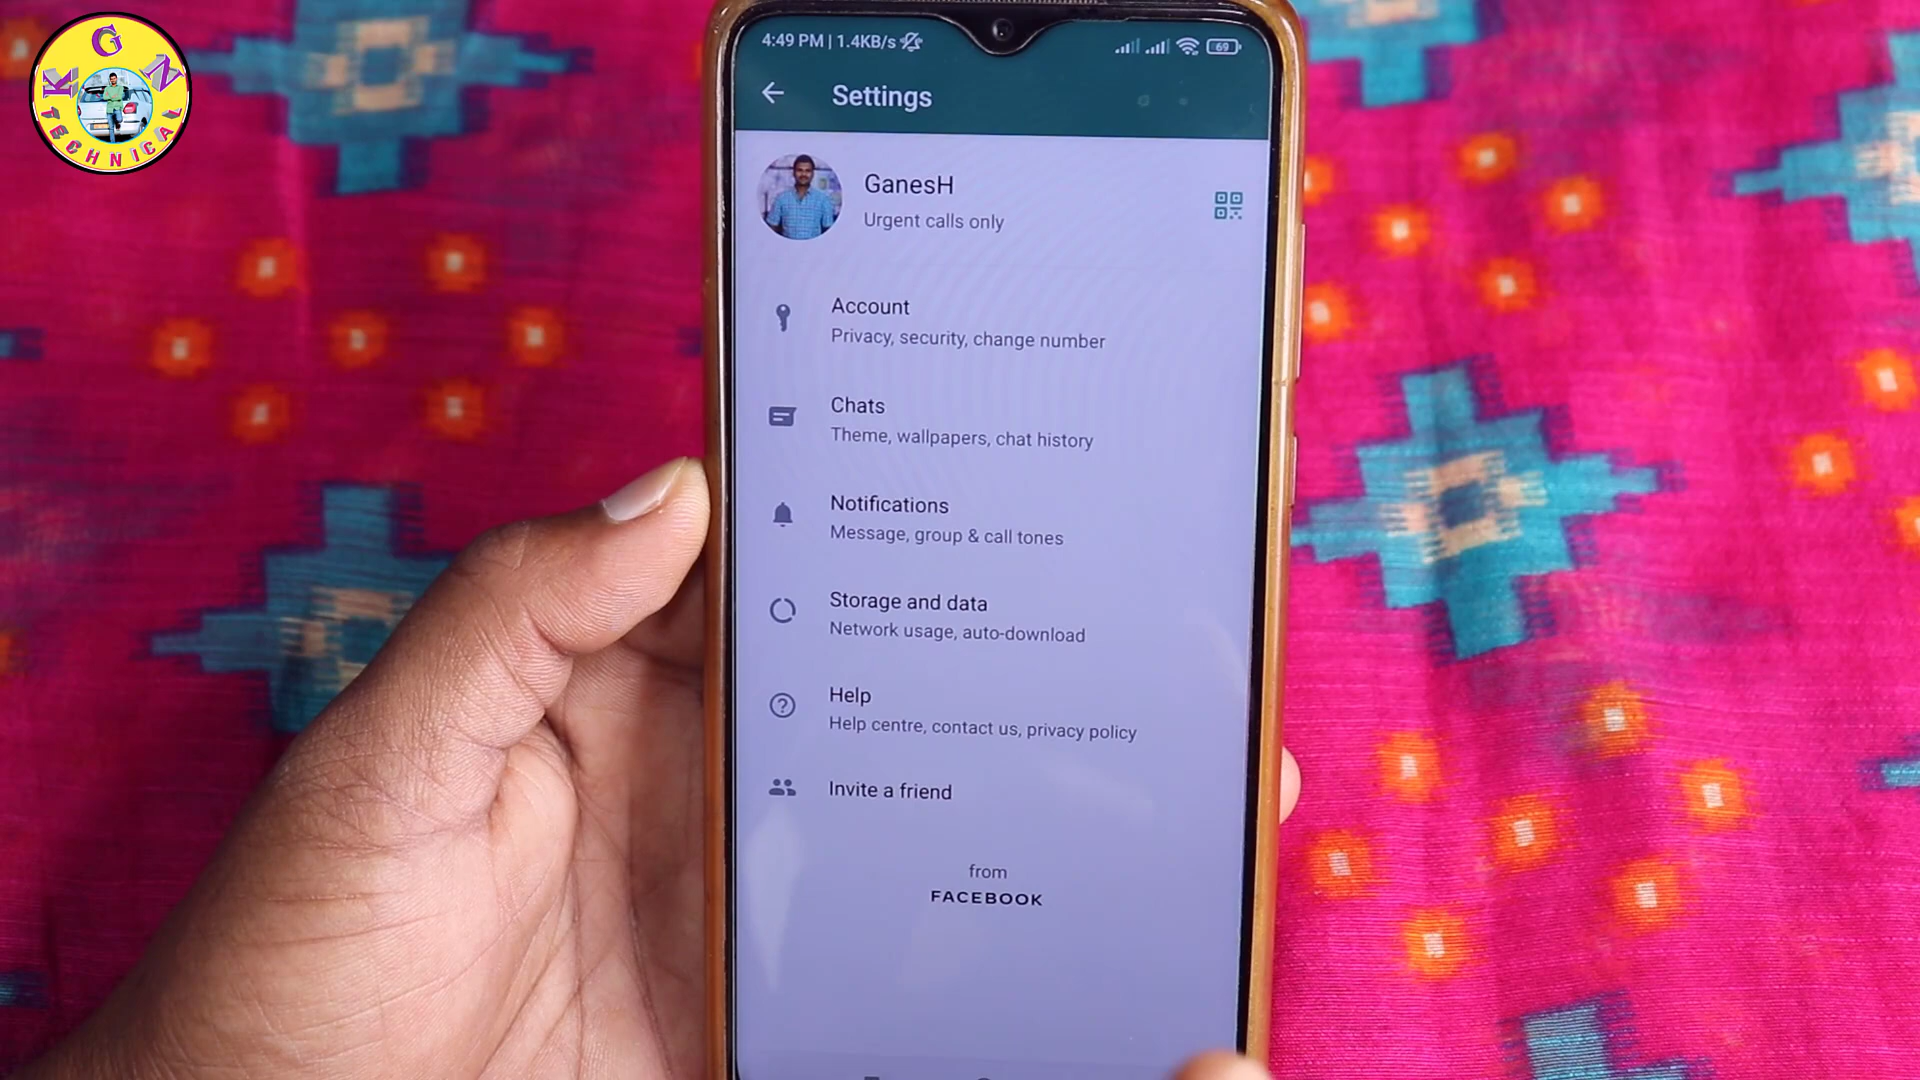 KGN
TECHNICAL
4:49 PM | 1.4KB/s
69
Settings
GanesH
Urgent calls only
Account
Privacy, security, change number
Chats
Theme, wallpapers, chat history
Notifications
Message, group & call tones
Storage and data
Network usage, auto-download
Help
Help centre, contact us, privacy policy
Invite a friend
from
FACEBOOK